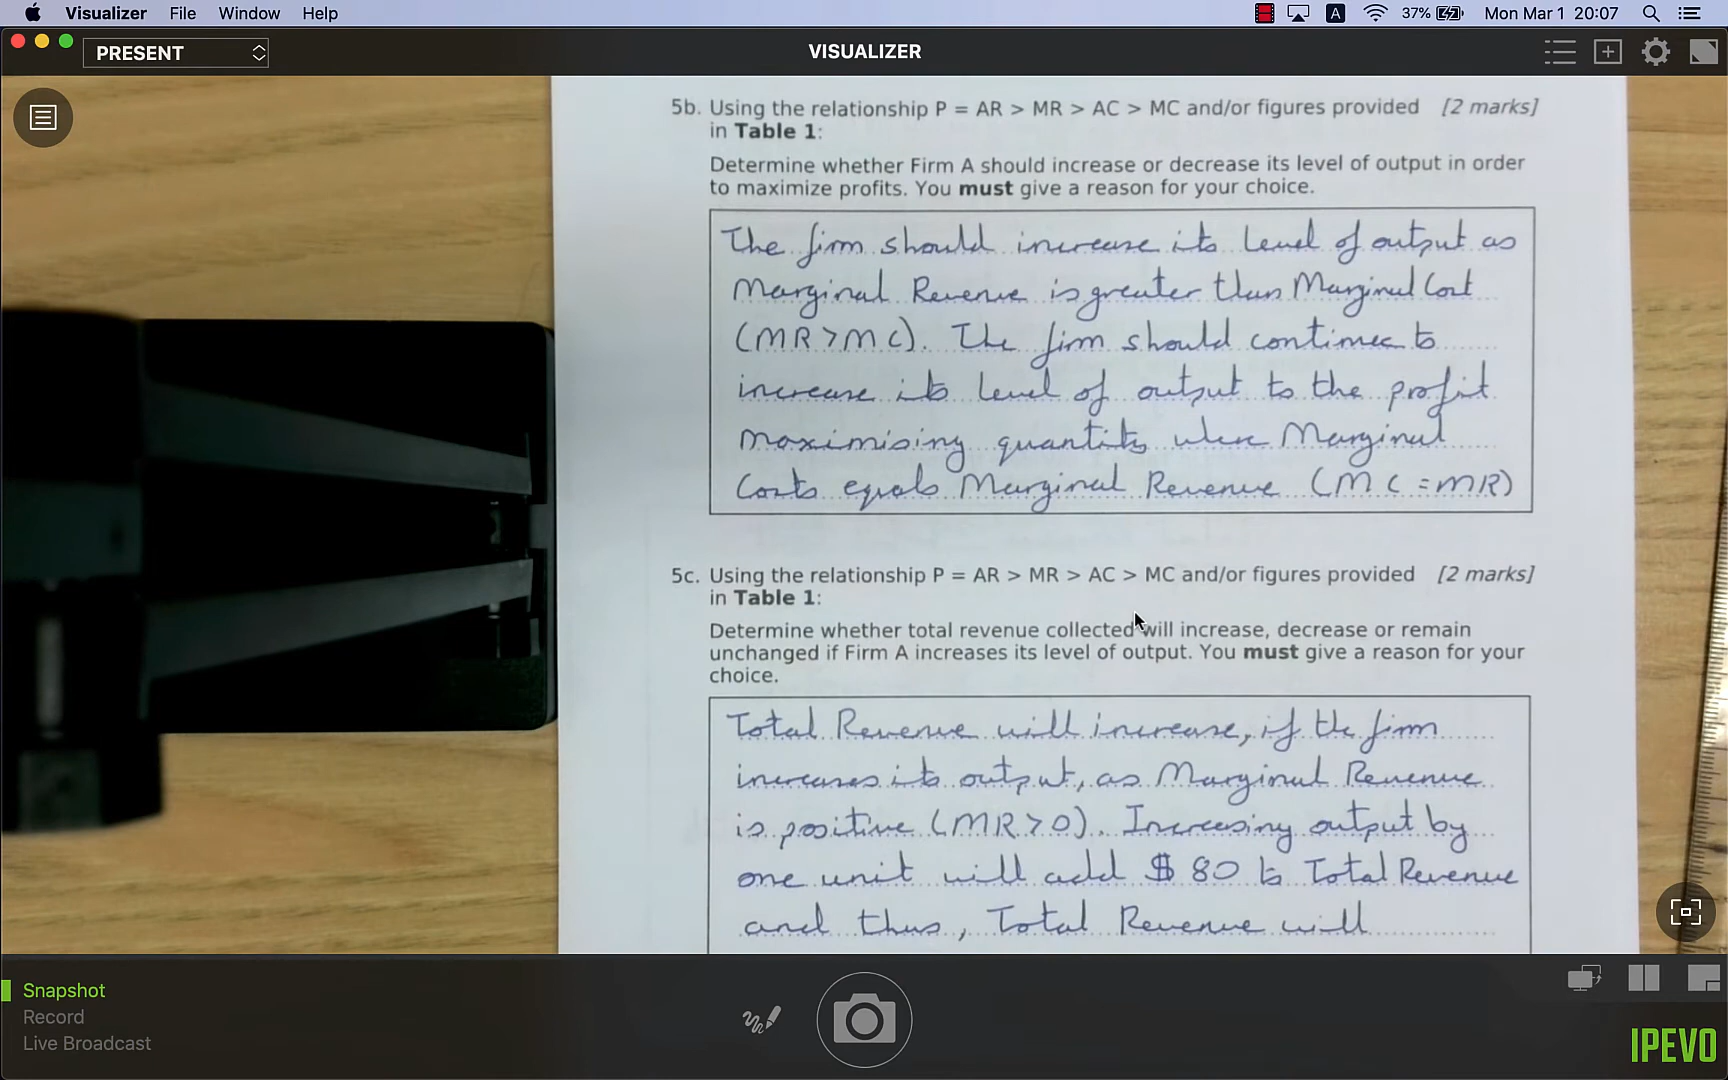 Visualizer File Window Help
A 37% Mon Mar 1 20:07
PRESENT
VISUALIZER
5b. Using the relationship P = AR > MR > AC > MC and/or figures provided [2 marks]
in Table 1:
Determine whether Firm A should increase or decrease its level of output in order
to maximize profits. You must give a reason for your choice.
The firm should increase its level of output as
Marginal Revenue is greater than Marginal Cost
(MR>MC). The firm should continue to
increase its level of output to the profit
maximising quantity where Marginal
Costs equals Marginal Revenue (MC=MR)
5c. Using the relationship P = AR > MR > AC > MC and/or figures provided [2 marks]
in Table 1:
Determine whether total revenue collected will increase, decrease or remain
unchanged if Firm A increases its level of output. You must give a reason for your
choice.
Total Revenue will increase, if the firm
increases its output, as Marginal Revenue
is positive (MR>0). Increasing output by
one unit will add $80 to Total Revenue
and thus, Total Revenue will
Snapshot
Record
Live Broadcast
IPEVO